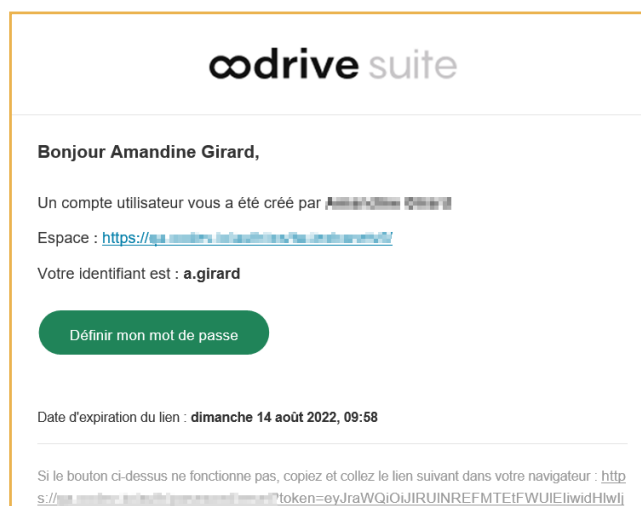 oodrive suite
Bonjour Amandine Girard,
Un compte utilisateur vous a été créé par
Espace : https://
Votre identifiant est : a.girard
Définir mon mot de passe
Date d'expiration du lien : dimanche 14 août 2022, 09:58
Si le bouton ci-dessus ne fonctionne pas, copiez et collez le lien suivant dans votre navigateur : http
s://